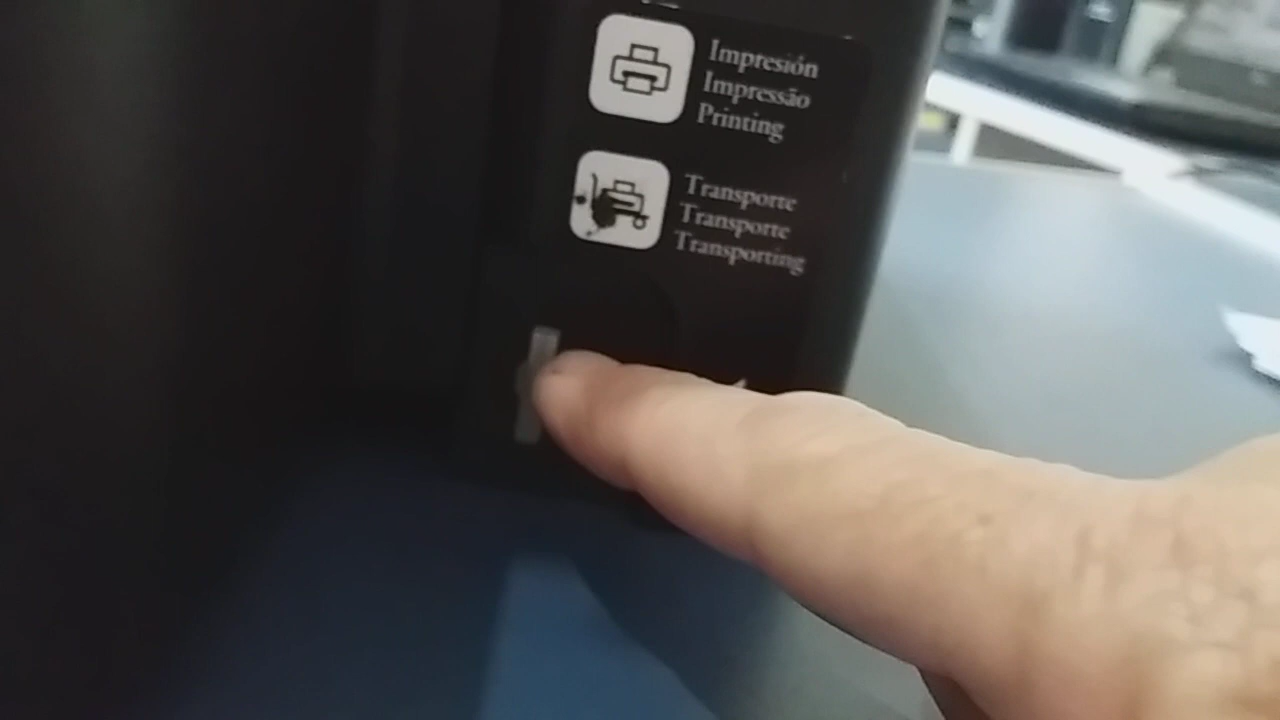 Impresión
Impressão
Printing
Transporte
Transporte
Transporting